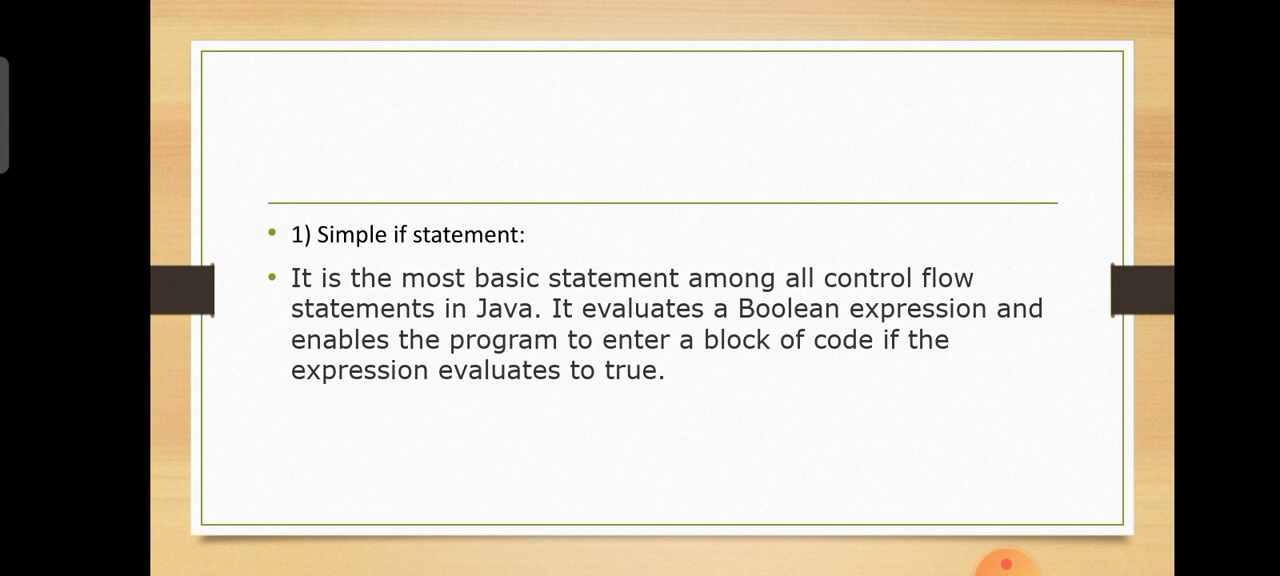 • 1) Simple if statement:
• It is the most basic statement among all control flow
statements in Java. It evaluates a Boolean expression and
enables the program to enter a block of code if the
expression evaluates to true.